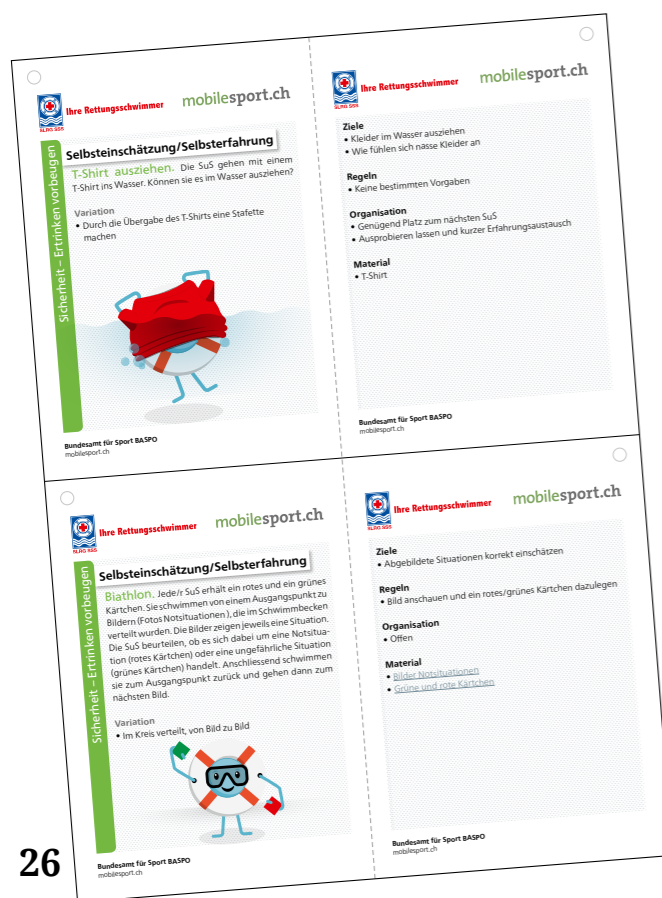 SLRG SSS
Ihre Rettungsschwimmer
mobilesport.ch
Sicherheit – Ertrinken vorbeugen
Selbsteinschätzung/Selbsterfahrung
T-Shirt ausziehen. Die SuS gehen mit einem
T-Shirt ins Wasser. Können sie es im Wasser ausziehen?
Variation
• Durch die Übergabe des T-Shirts eine Stafette
machen
Bundesamt für Sport BASPO
mobilesport.ch
SLRG SSS
Ihre Rettungsschwimmer
mobilesport.ch
Ziele
• Kleider im Wasser ausziehen
• Wie fühlen sich nasse Kleider an
Regeln
• Keine bestimmten Vorgaben
Organisation
• Genügend Platz zum nächsten SuS
• Ausprobieren lassen und kurzer Erfahrungsaustausch
Material
• T-Shirt
Bundesamt für Sport BASPO
mobilesport.ch
SLRG SSS
Ihre Rettungsschwimmer
mobilesport.ch
Sicherheit – Ertrinken vorbeugen
Selbsteinschätzung/Selbsterfahrung
Biathlon. Jede/r SuS erhält ein rotes und ein grünes
Kärtchen. Sie schwimmen von einem Ausgangspunkt zu
Bildern (Fotos Notsituationen ), die im Schwimmbecken
verteilt wurden. Die Bilder zeigen jeweils eine Situation.
Die SuS beurteilen, ob es sich dabei um eine Notsitua-
tion (rotes Kärtchen) oder eine ungefährliche Situation
(grünes Kärtchen) handelt. Anschliessend schwimmen
sie zum Ausgangspunkt zurück und gehen dann zum
nächsten Bild.
Variation
• Im Kreis verteilt, von Bild zu Bild
Bundesamt für Sport BASPO
mobilesport.ch
SLRG SSS
Ihre Rettungsschwimmer
mobilesport.ch
Ziele
• Abgebildete Situationen korrekt einschätzen
Regeln
• Bild anschauen und ein rotes/grünes Kärtchen dazulegen
Organisation
• Offen
Material
• Bilder Notsituationen
• Grüne und rote Kärtchen
Bundesamt für Sport BASPO
mobilesport.ch
26